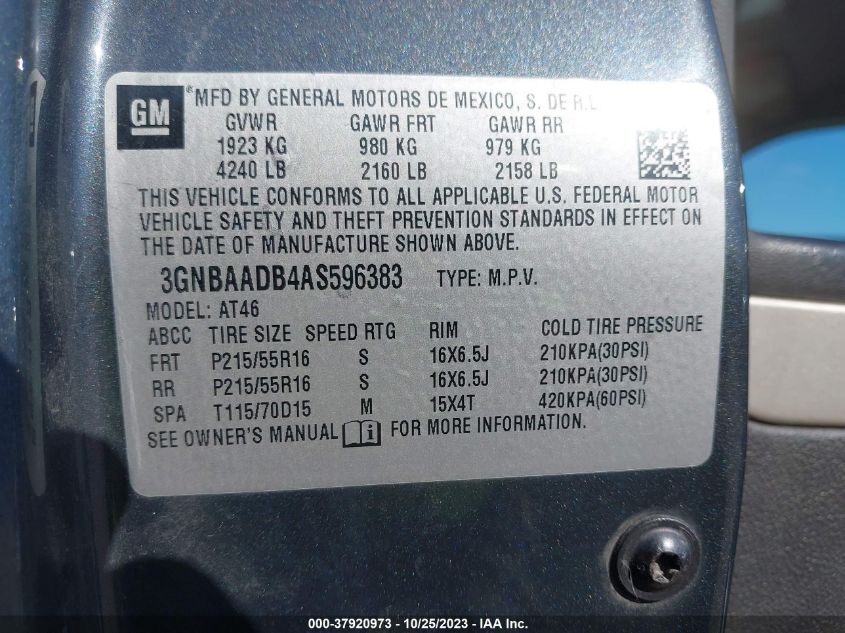 GM
®MFD BY GENERAL MOTORS DE MEXICO, S. DE R.L
GVWR GAWR FRT GAWR RR
1923 KG 980 KG 979 KG
4240 LB 2160 LB 2158 LB
THIS VEHICLE CONFORMS TO ALL APPLICABLE U.S. FEDERAL MOTOR
VEHICLE SAFETY AND THEFT PREVENTION STANDARDS IN EFFECT ON
THE DATE OF MANUFACTURE SHOWN ABOVE.
3GNBAADB4AS596383 TYPE: M.P.V.
MODEL: AT46
ABCC TIRE SIZE SPEED RTG RIM COLD TIRE PRESSURE
FRT P215/55R16 S 16X6.5J 210KPA(30PSI)
RR P215/55R16 S 16X6.5J 210KPA(30PSI)
SPA T115/70D15 M 15X4T 420KPA(60PSI)
SEE OWNER'S MANUAL i FOR MORE INFORMATION.
000-37920973 - 10/25/2023 - IAA Inc.